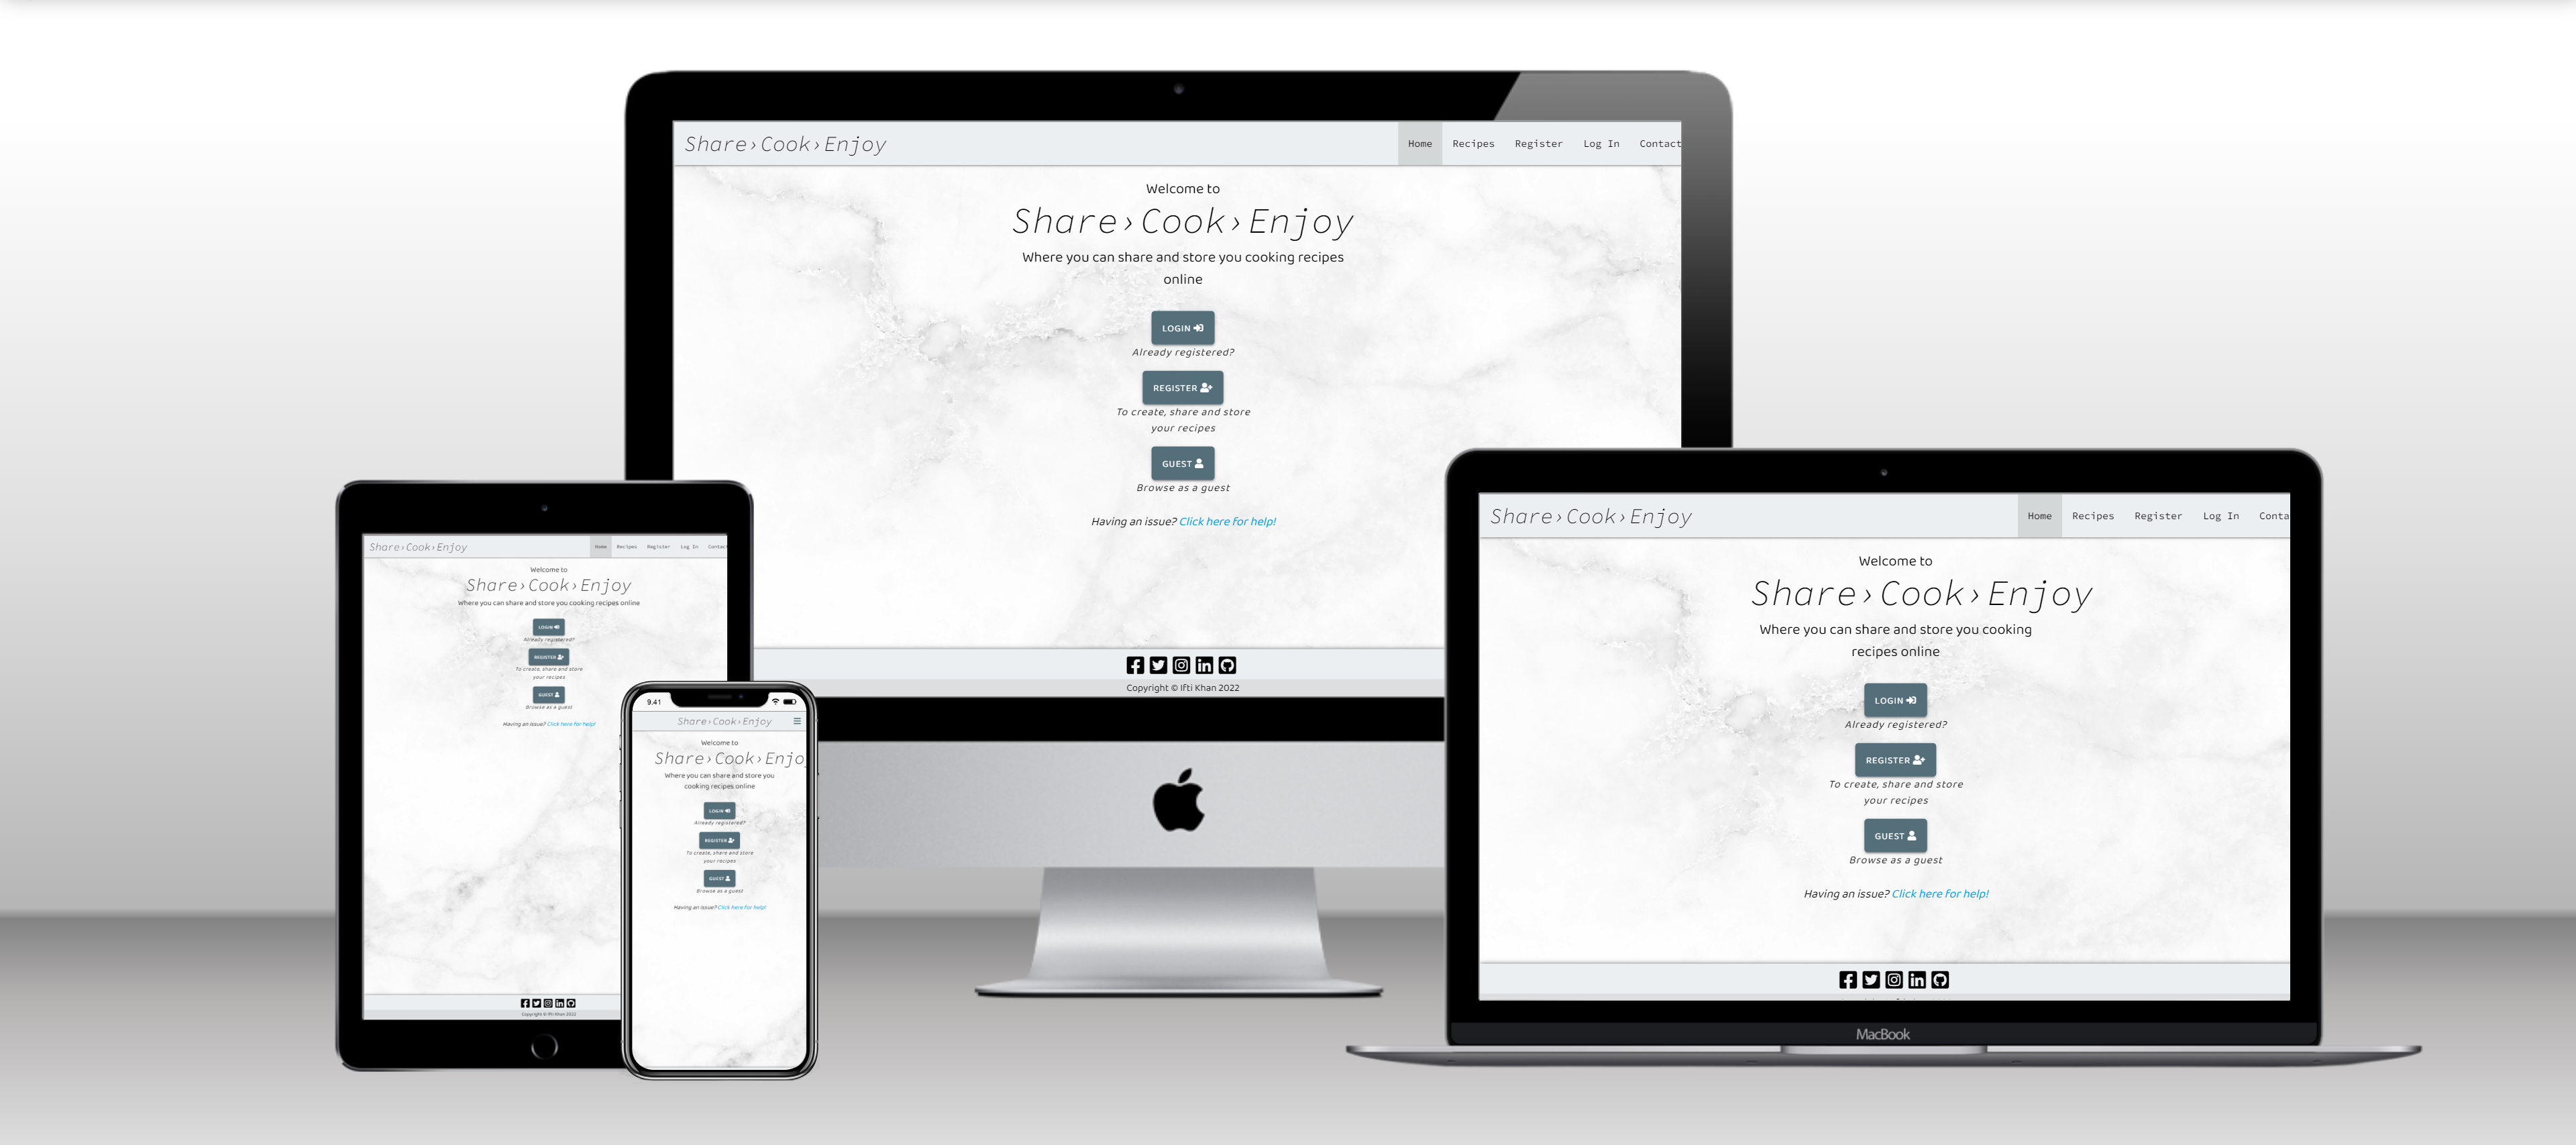 Share›Cook›Enjoy
Home Recipes Register Log In Contact
Welcome to
Share›Cook›Enjoy
Where you can share and store you cooking recipes
online
LOGIN
Already registered?
REGISTER
To create, share and store
your recipes
GUEST
Browse as a guest
Having an issue? Click here for help!
Copyright © Ifti Khan 2022
Share›Cook›Enjoy
Home Recipes Register Log In Contact
Welcome to
Share›Cook›Enjoy
Where you can share and store you cooking recipes online
LOGIN
Already registered?
REGISTER
To create, share and store
your recipes
GUEST
Browse as a guest
Having an issue? Click here for help!
Copyright © Ifti Khan 2022
9.41
Share›Cook›Enjoy
Welcome to
Share›Cook›Enjo
Where you can share and store you
cooking recipes online
LOGIN
Already registered?
REGISTER
To create, share and store
your recipes
GUEST
Browse as a guest
Having an issue? Click here for help!
Share›Cook›Enjoy
Home Recipes Register Log In Conta
Welcome to
Share›Cook›Enjoy
Where you can share and store you cooking
recipes online
LOGIN
Already registered?
REGISTER
To create, share and store
your recipes
GUEST
Browse as a guest
Having an issue? Click here for help!
MacBook